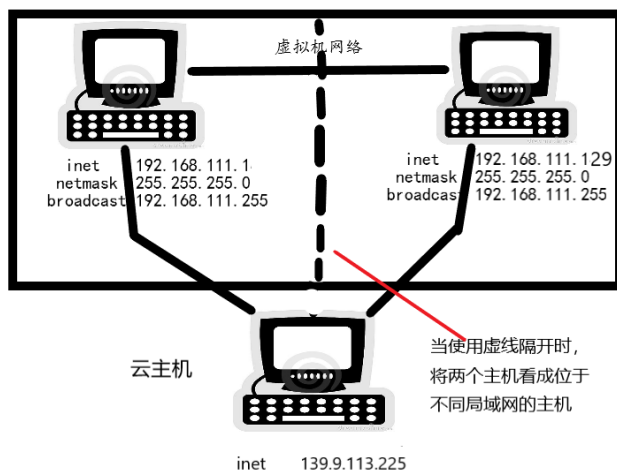 虚拟机网络
inet 192.168.111.1
netmask 255.255.255.0
broadcast 192.168.111.255
inet 192.168.111.129
netmask 255.255.255.0
broadcast 192.168.111.255
云主机
当使用虚线隔开时，
将两个主机看成位于
不同局域网的主机
inet 139.9.113.225